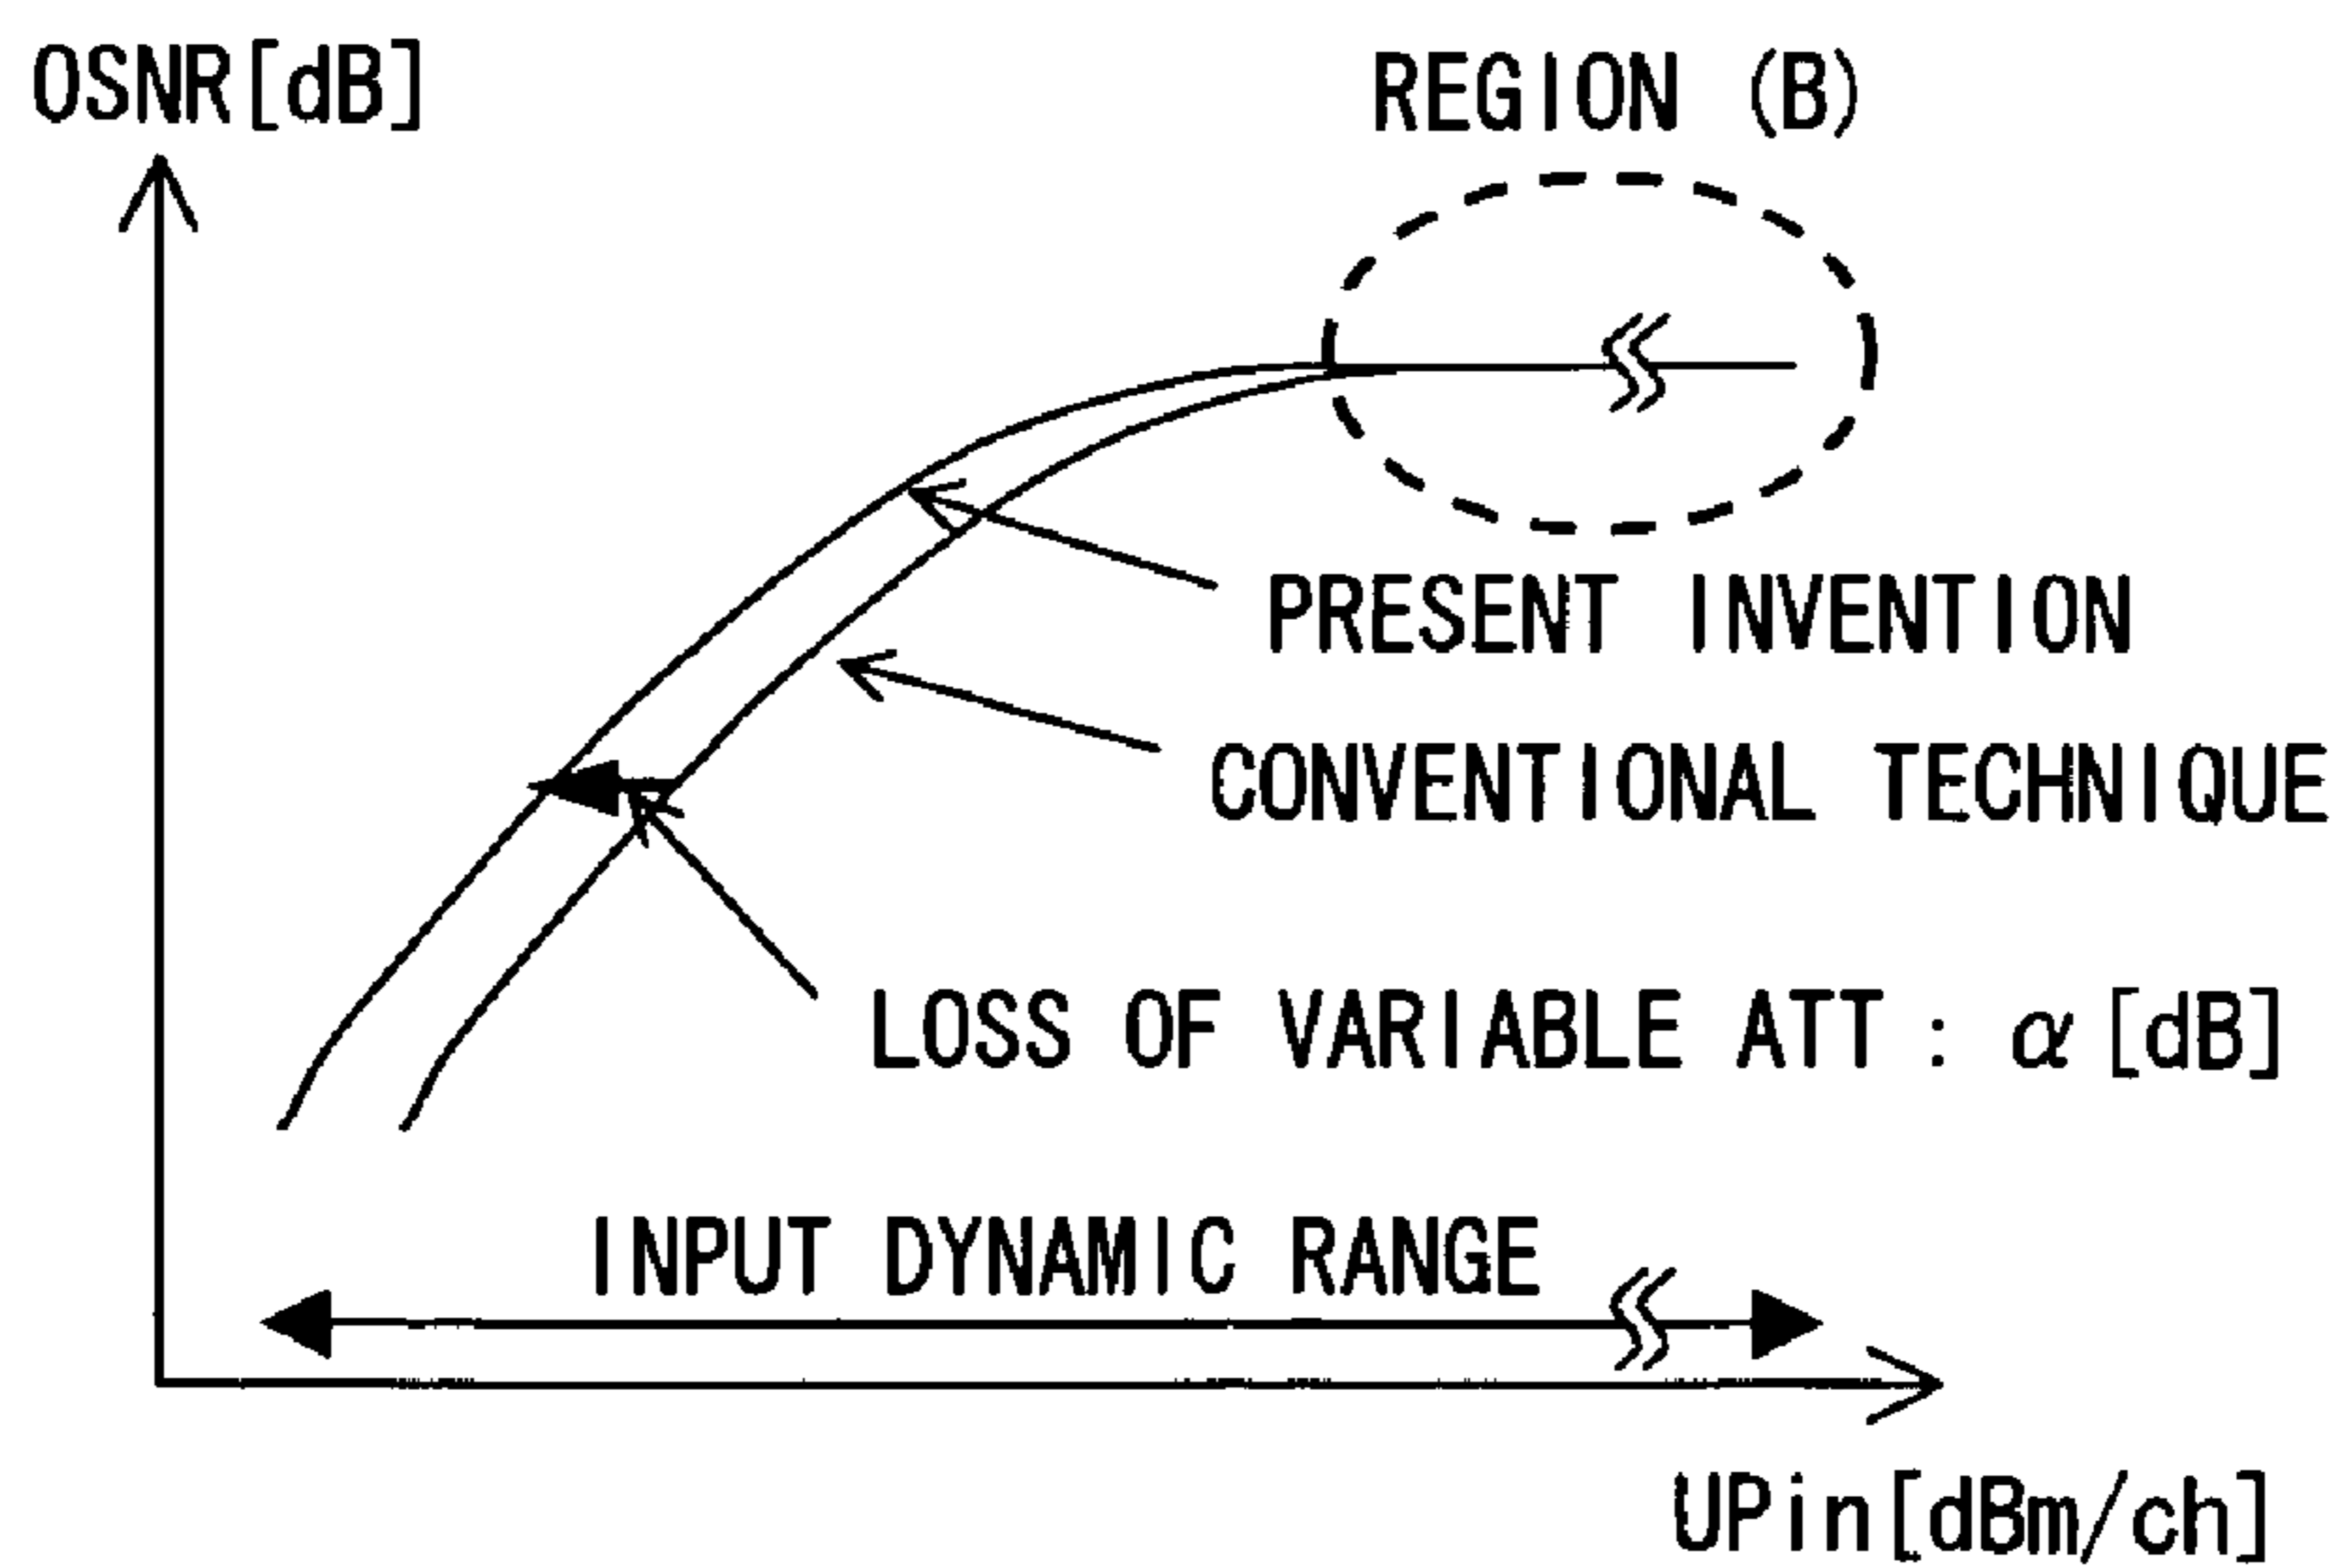 OSNR[dB]
REGION (B)
PRESENT INVENTION
CONVENTIONAL TECHNIQUE
LOSS OF VARIABLE ATT : α [dB]
INPUT DYNAMIC RANGE
UPin[dBm/ch]